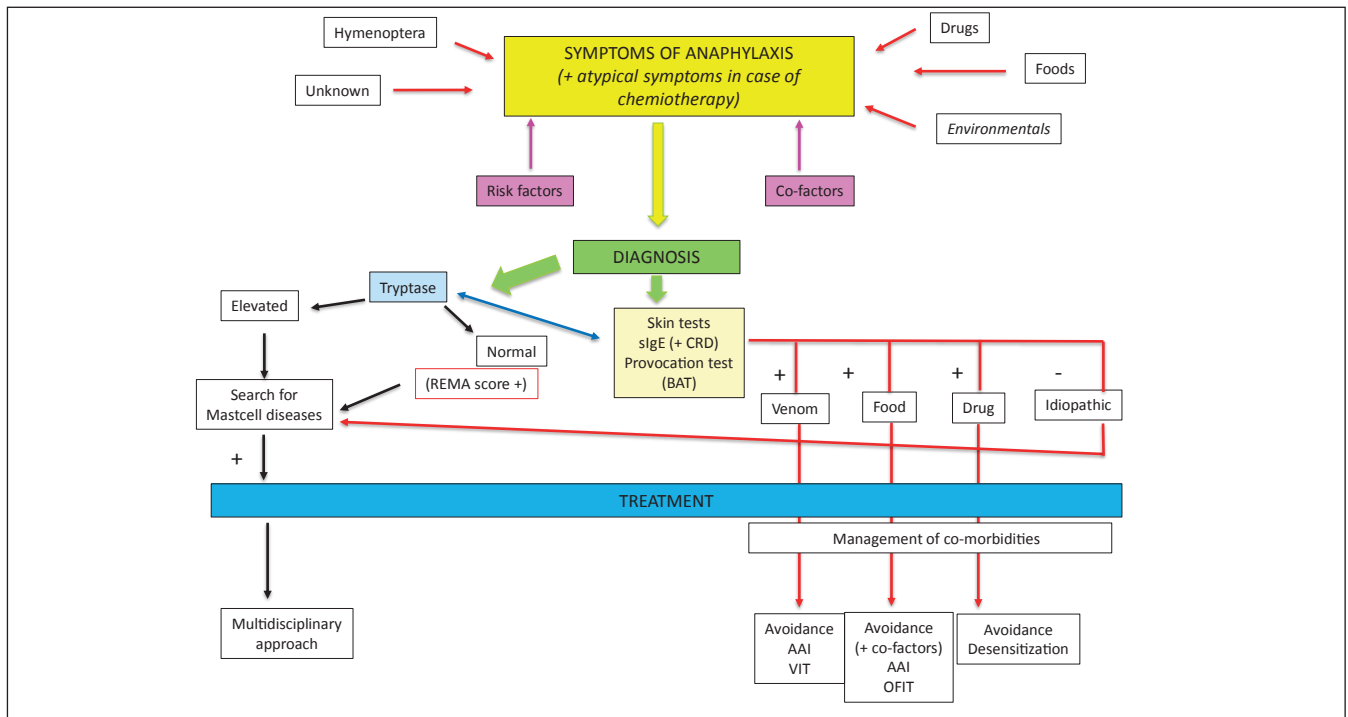 Hymenoptera
Drugs
SYMPTOMS OF ANAPHYLAXIS
(+ atypical symptoms in case of
chemiotherapy)
Foods
Unknown
Environmentals
Risk factors
Co-factors
DIAGNOSIS
Tryptase
Elevated
Normal
Skin tests
sIgE (+ CRD)
Provocation test
(BAT)
(REMA score +)
+
+
+
-
Search for
Mastcell diseases
Venom
Food
Drug
Idiopathic
+
TREATMENT
Management of co-morbidities
Multidisciplinary
approach
Avoidance
AAI
VIT
Avoidance
(+ co-factors)
AAI
OFIT
Avoidance
Desensitization